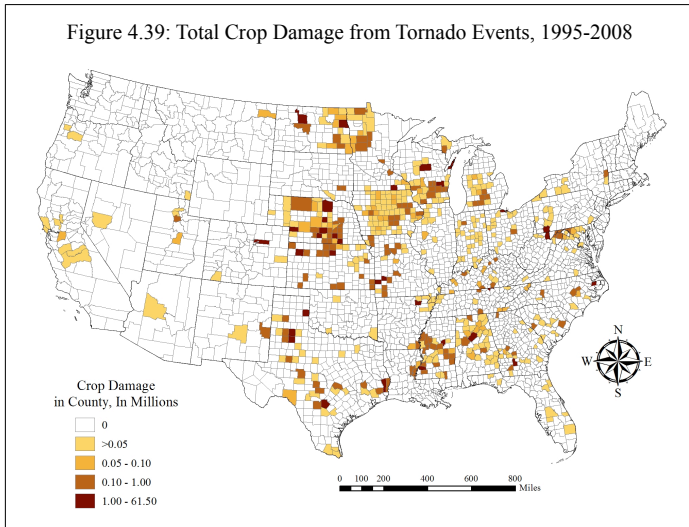 Figure 4.39: Total Crop Damage from Tornado Events, 1995-2008
N
W
E
S
Crop Damage
in County, In Millions
0
>0.05
0.05 - 0.10
0.10 - 1.00
1.00 - 61.50
0 100 200 400 600 800
Miles